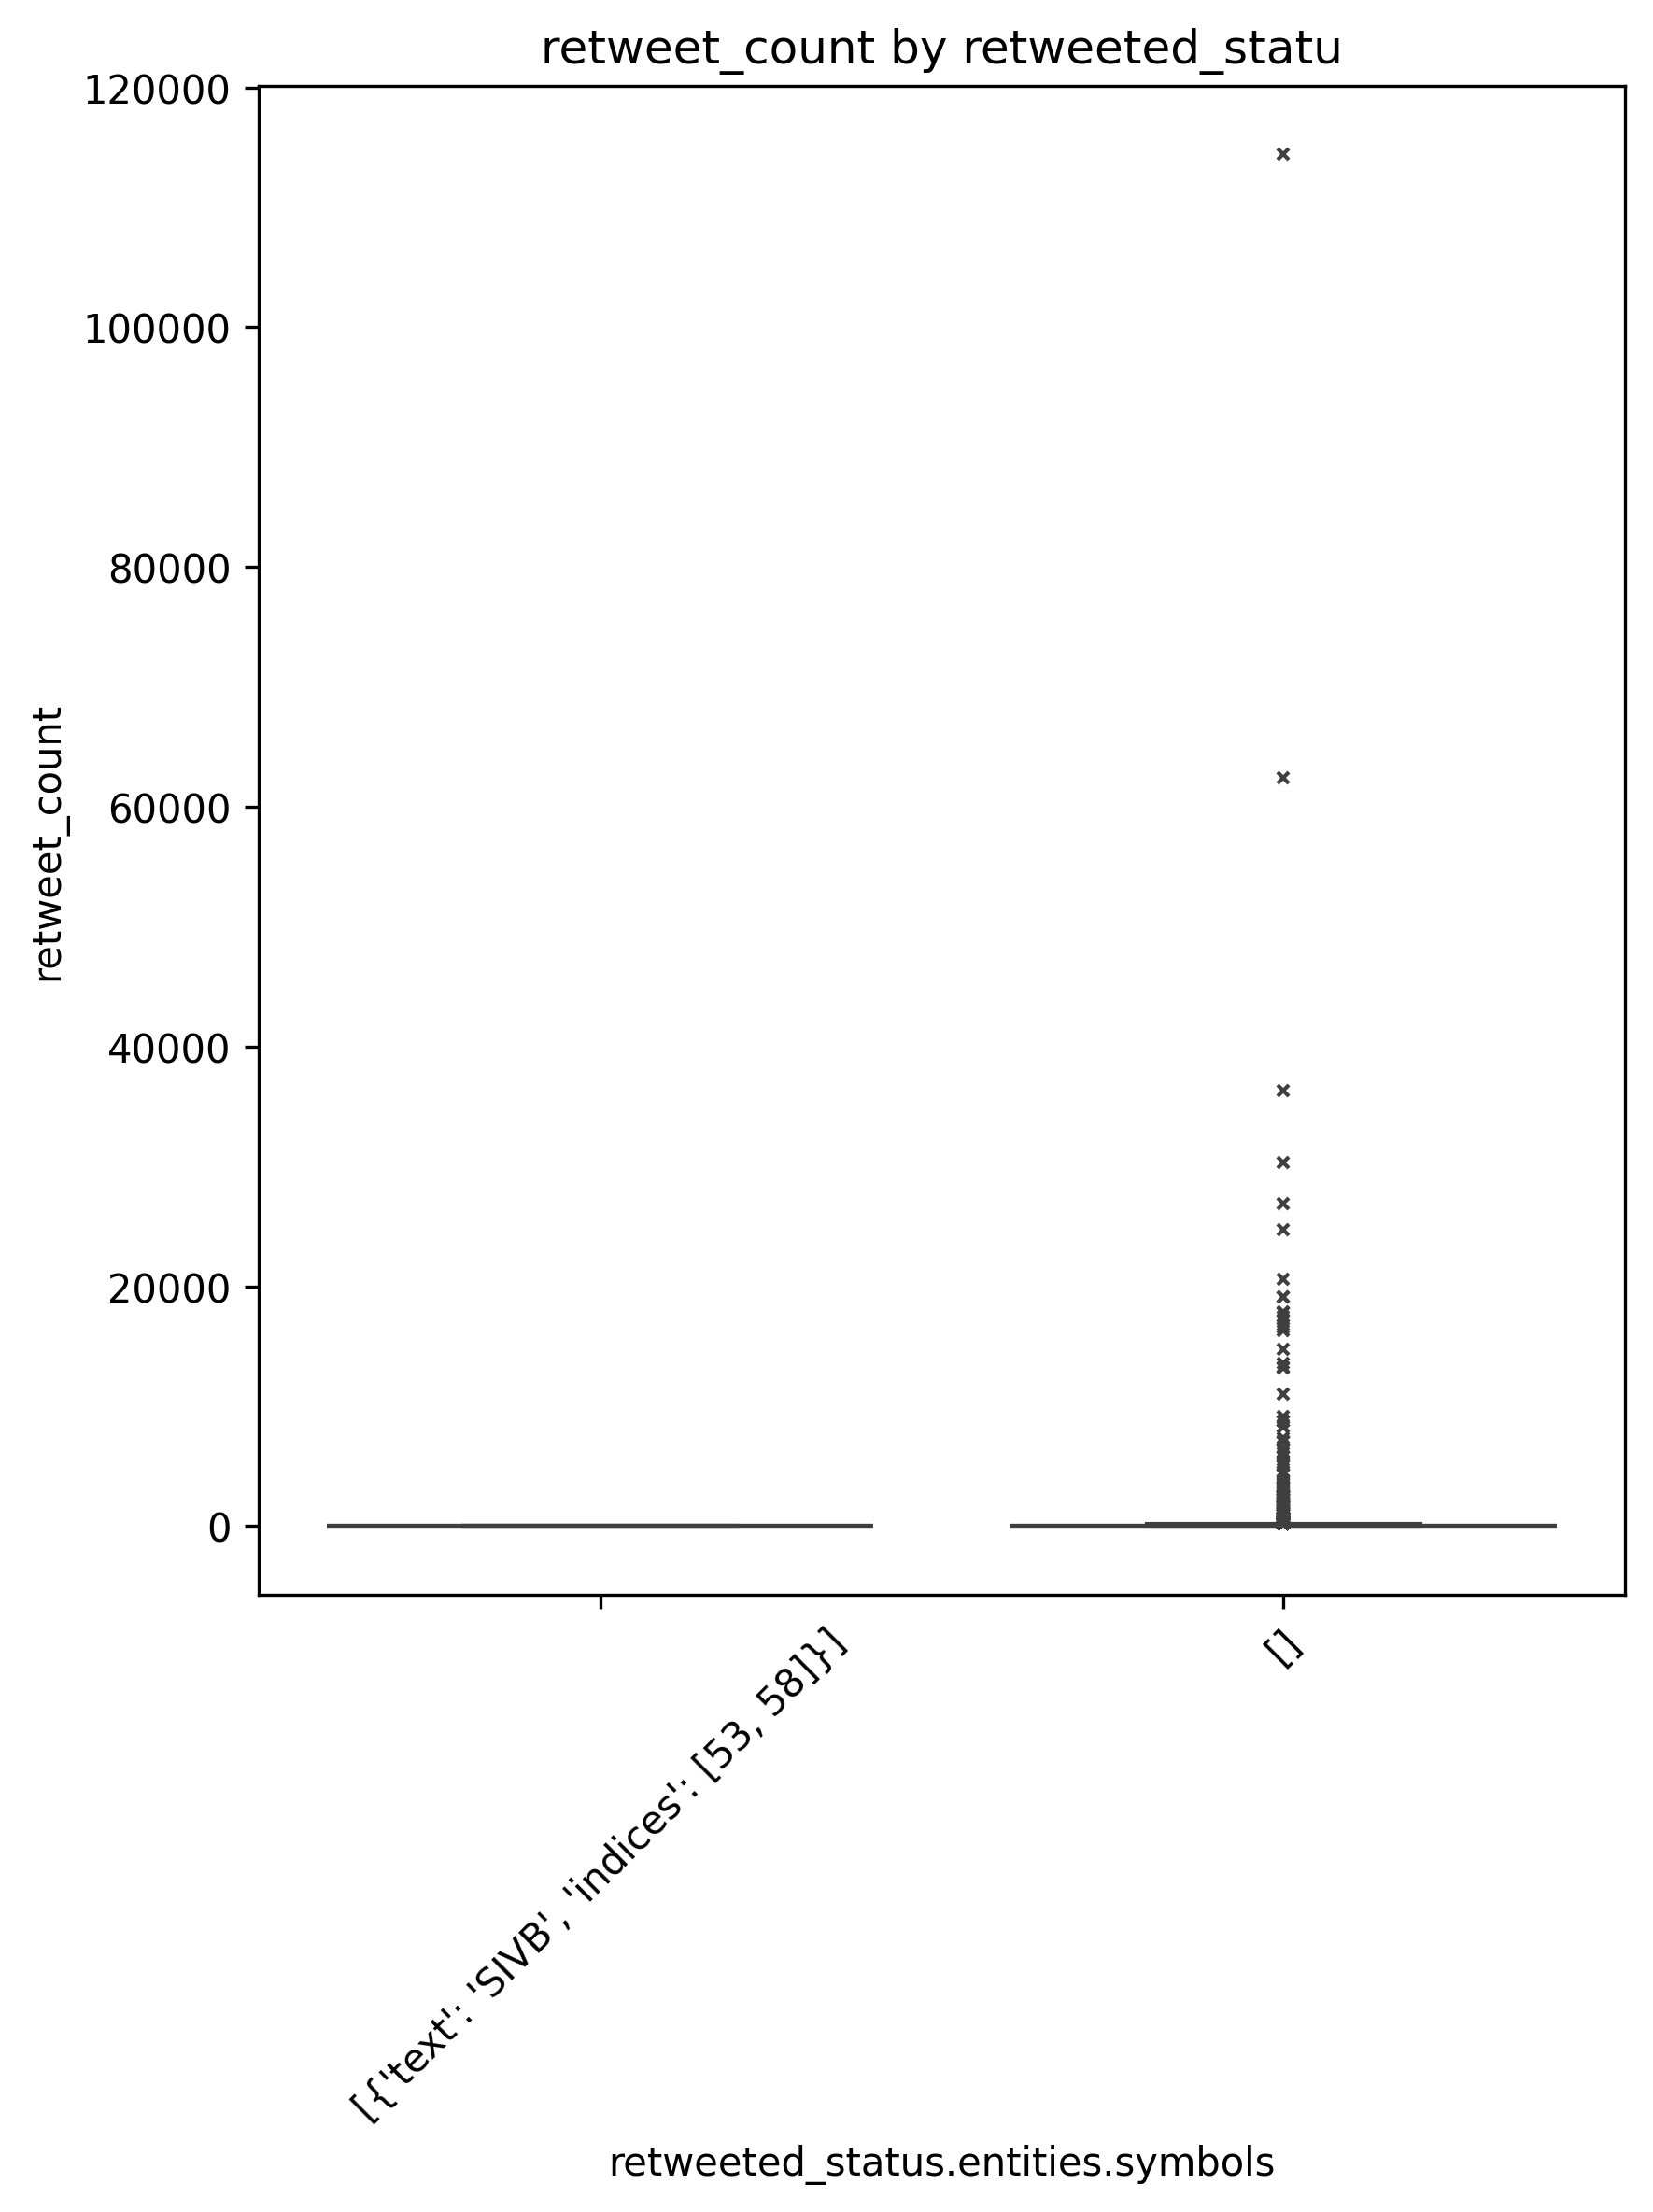 retweet_count by retweeted_statu
120000
100000
80000
60000
40000
20000
0
retweet_count
[{'text': 'SIVB', 'indices': [53, 58]}]
[]
retweeted_status.entities.symbols